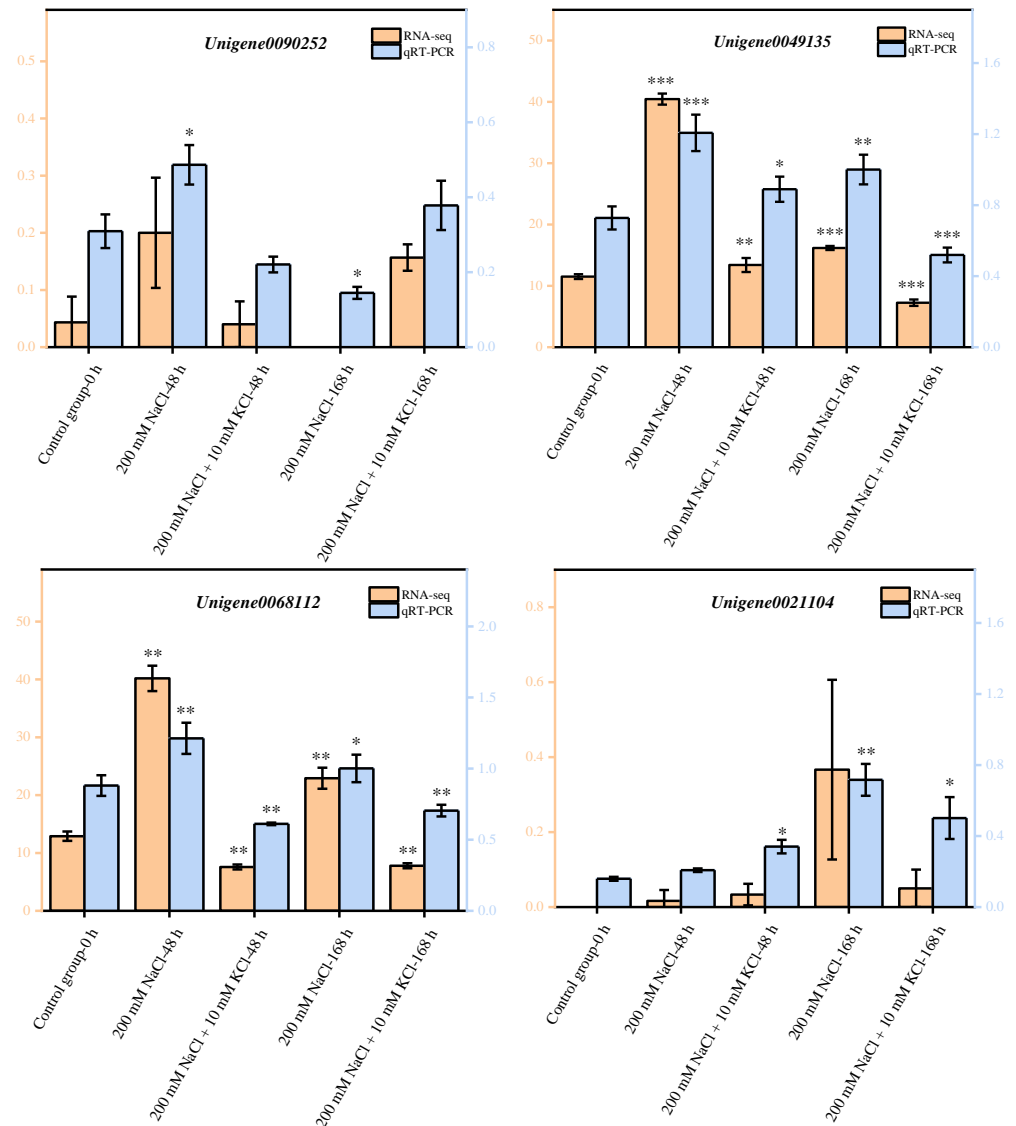 Unigene0090252
RNA-seq
qRT-PCR
0.5
0.4
0.3
0.2
0.1
0.0
0.8
0.6
0.4
0.2
0.0
*
*
Control group-0 h
200 mM NaCl-48 h
200 mM NaCl + 10 mM KCl-48 h
200 mM NaCl-168 h
200 mM NaCl + 10 mM KCl-168 h
Unigene0049135
RNA-seq
qRT-PCR
50
40
30
20
10
0
1.6
1.2
0.8
0.4
0.0
***
***
**
*
***
**
***
***
Control group-0 h
200 mM NaCl-48 h
200 mM NaCl + 10 mM KCl-48 h
200 mM NaCl-168 h
200 mM NaCl + 10 mM KCl-168 h
Unigene0068112
RNA-seq
qRT-PCR
50
40
30
20
10
0
2.0
1.5
1.0
0.5
0.0
**
**
**
**
**
*
**
**
Control group-0 h
200 mM NaCl-48 h
200 mM NaCl + 10 mM KCl-48 h
200 mM NaCl-168 h
200 mM NaCl + 10 mM KCl-168 h
Unigene0021104
RNA-seq
qRT-PCR
0.8
0.6
0.4
0.2
0.0
1.6
1.2
0.8
0.4
0.0
*
**
*
Control group-0 h
200 mM NaCl-48 h
200 mM NaCl + 10 mM KCl-48 h
200 mM NaCl-168 h
200 mM NaCl + 10 mM KCl-168 h